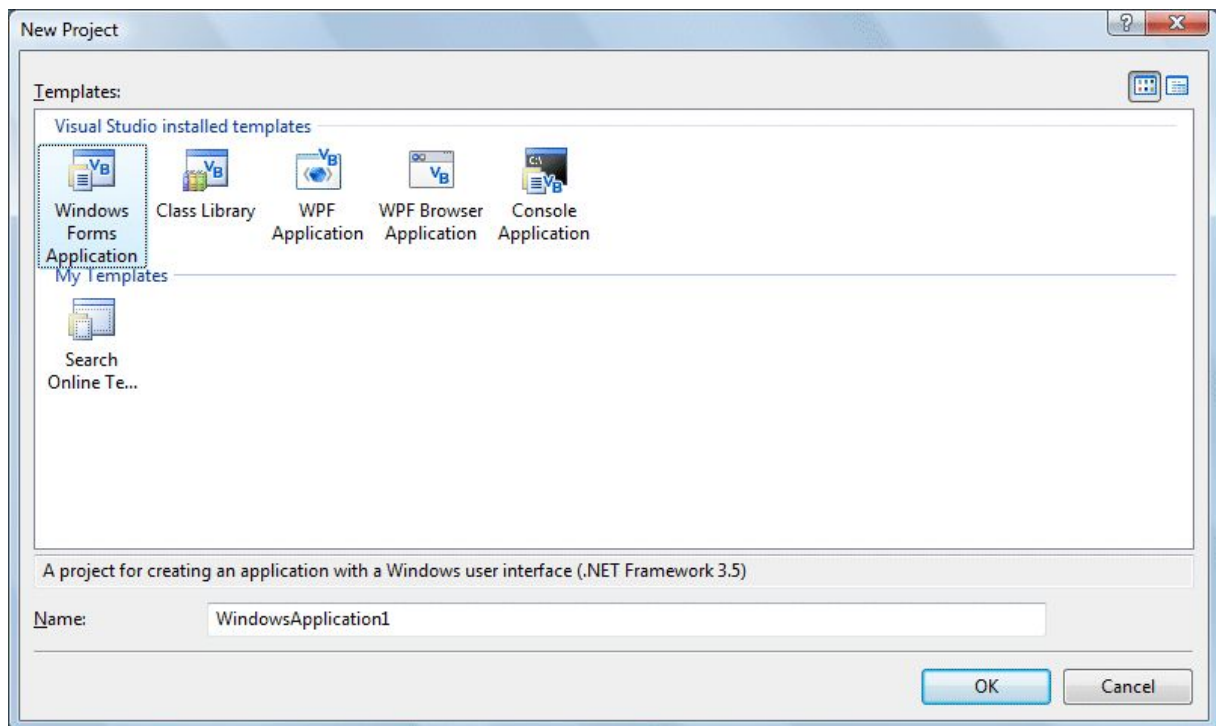 New Project
Templates:
Visual Studio installed templates
Windows Forms Application
Class Library
WPF Application
WPF Browser Application
Console Application
My Templates
Search Online Te...
A project for creating an application with a Windows user interface (.NET Framework 3.5)
Name: WindowsApplication1
OK Cancel